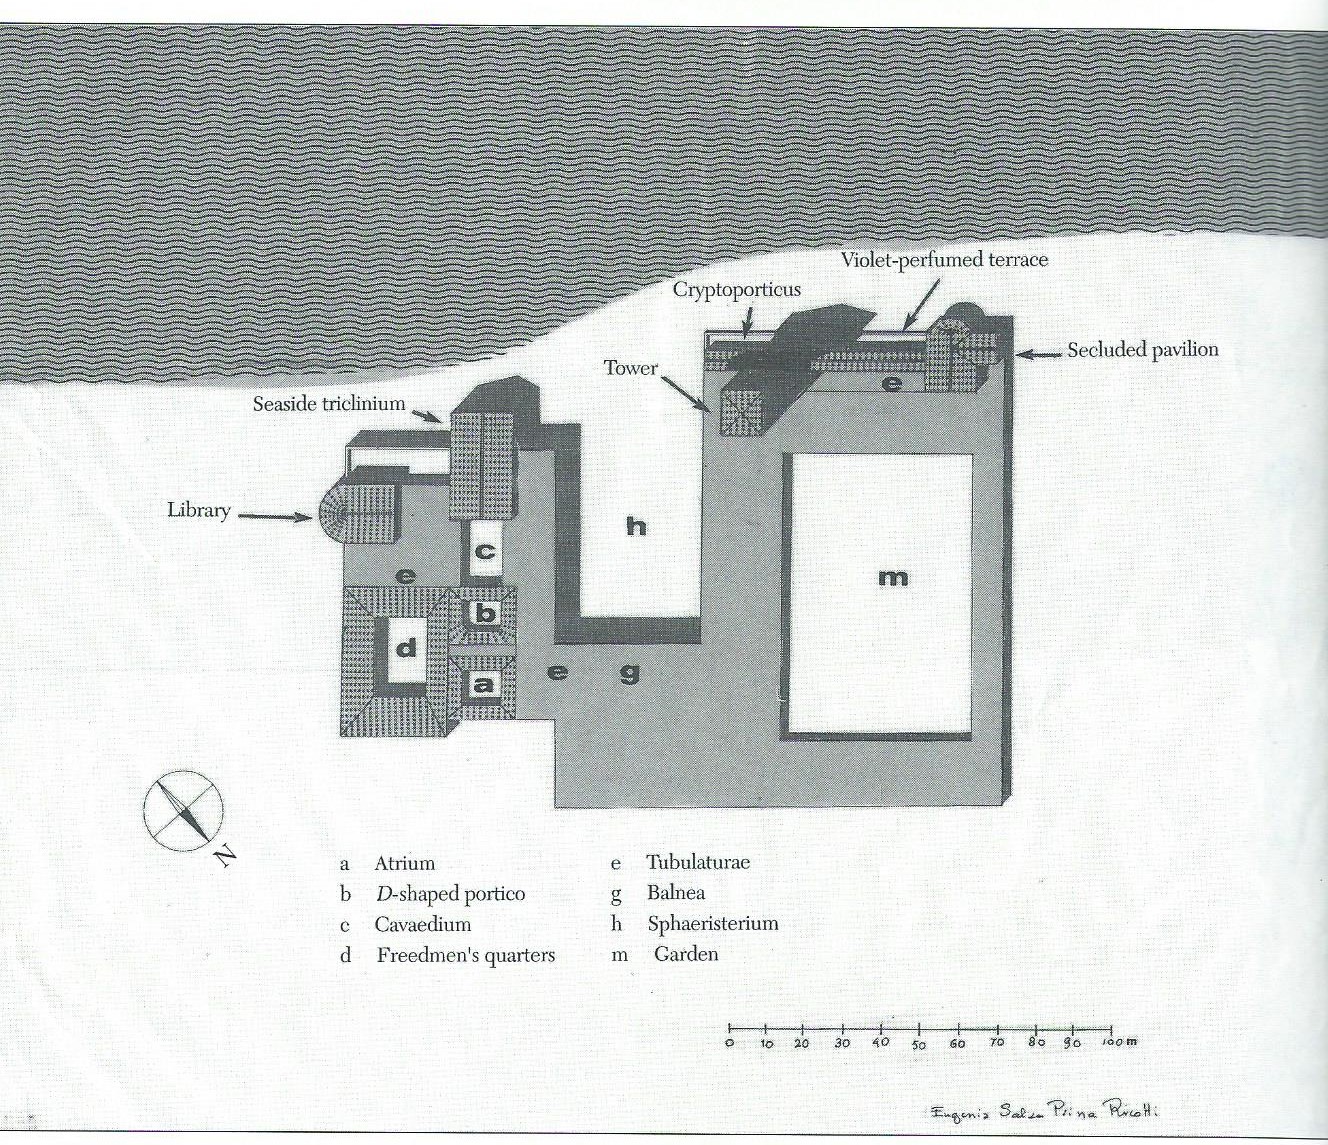 Violet-perfumed terrace
Cryptoporticus
Tower
Secluded pavilion
Seaside triclinium
Library
e
h
c
m
e
b
d
e
g
a
N
a Atrium
b D-shaped portico
c Cavaedium
d Freedmen's quarters
e Tubulaturae
g Balnea
h Sphaeristerium
m Garden
0 10 20 30 40 50 60 70 80 90 100 m
Eugenia Salza Prina Ricotti